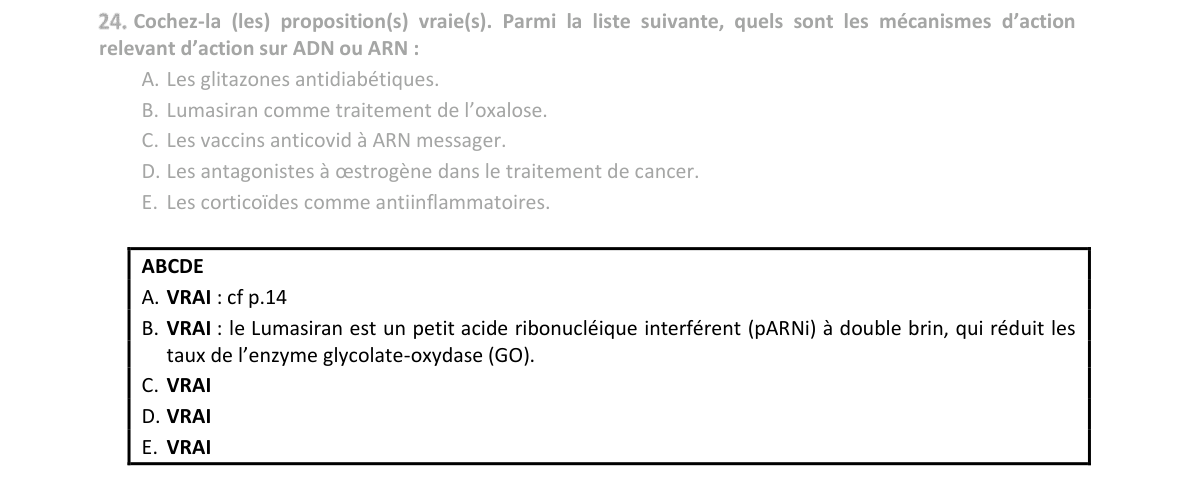 24. Cochez-la (les) proposition(s) vraie(s). Parmi la liste suivante, quels sont les mécanismes d’action
relevant d’action sur ADN ou ARN :
A. Les glitazones antidiabétiques.
B. Lumasiran comme traitement de l’oxalose.
C. Les vaccins anticovid à ARN messager.
D. Les antagonistes à œstrogène dans le traitement de cancer.
E. Les corticoïdes comme antiinflammatoires.
ABCDE
A. VRAI : cf p.14
B. VRAI : le Lumasiran est un petit acide ribonucléique interférent (pARNi) à double brin, qui réduit les
taux de l’enzyme glycolate-oxydase (GO).
C. VRAI
D. VRAI
E. VRAI